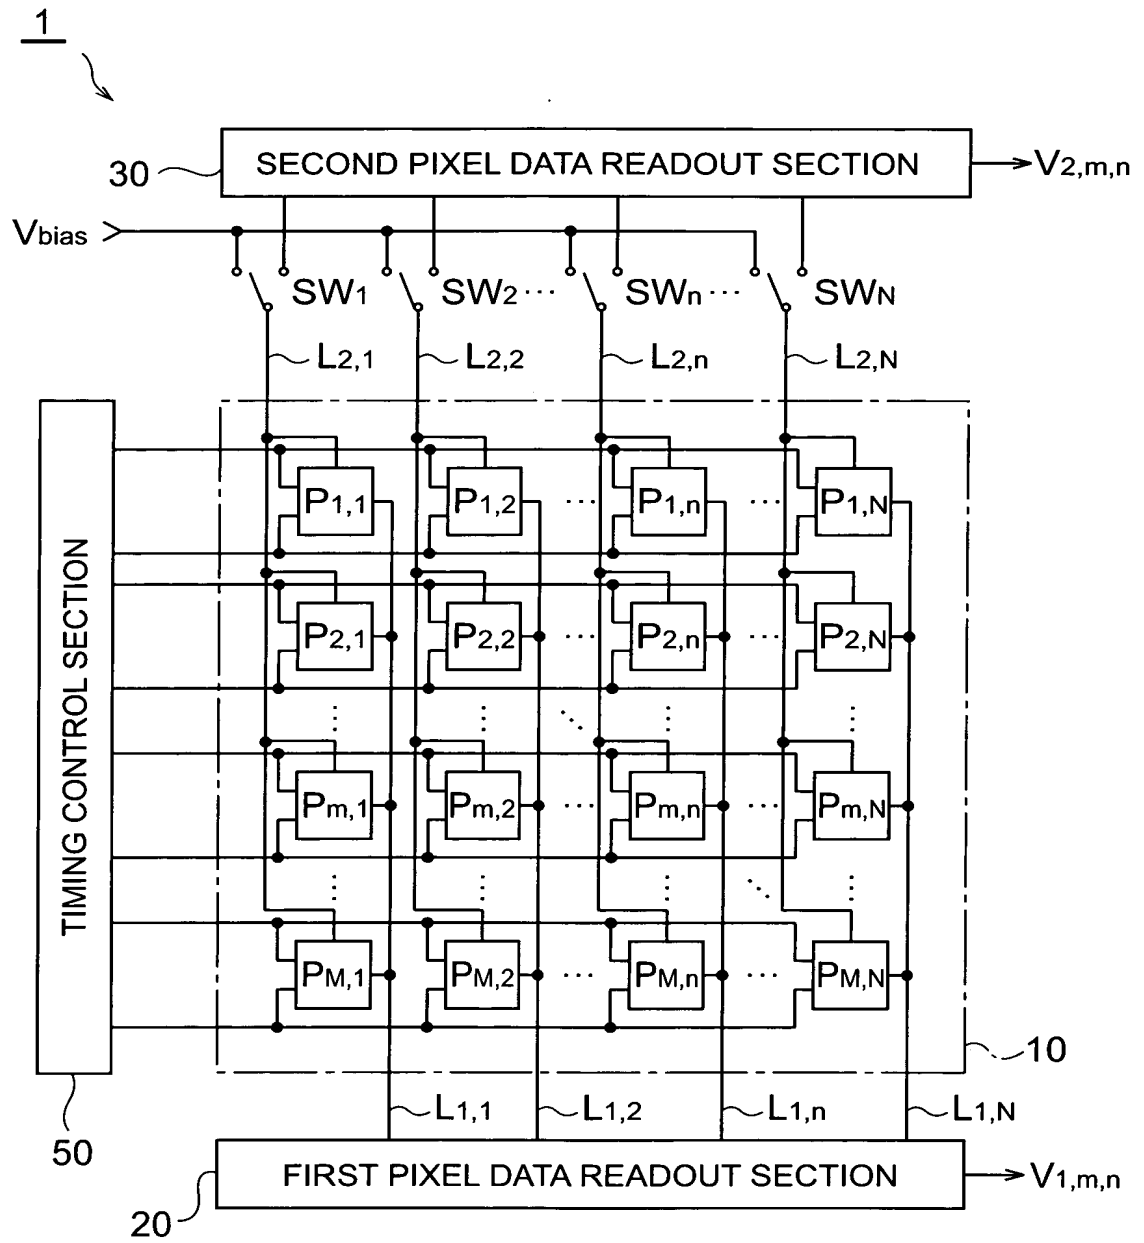 1
30
SECOND PIXEL DATA READOUT SECTION
V2,m,n
Vbias
SW1
SW2 ···
SWn ···
SWN
L2,1
L2,2
L2,n
L2,N
TIMING CONTROL SECTION
P1,1
P1,2
···
P1,n
···
P1,N
P2,1
P2,2
···
P2,n
···
P2,N
Pm,1
Pm,2
···
Pm,n
···
Pm,N
PM,1
PM,2
···
PM,n
···
PM,N
10
50
L1,1
L1,2
L1,n
L1,N
FIRST PIXEL DATA READOUT SECTION
V1,m,n
20